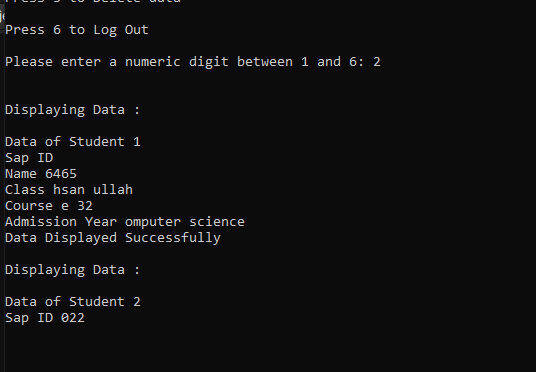 Press 6 to Log Out
Please enter a numeric digit between 1 and 6: 2
Displaying Data :
Data of Student 1
Sap ID
Name 6465
Class hsan ullah
Course e 32
Admission Year omputer science
Data Displayed Successfully
Displaying Data :
Data of Student 2
Sap ID 022